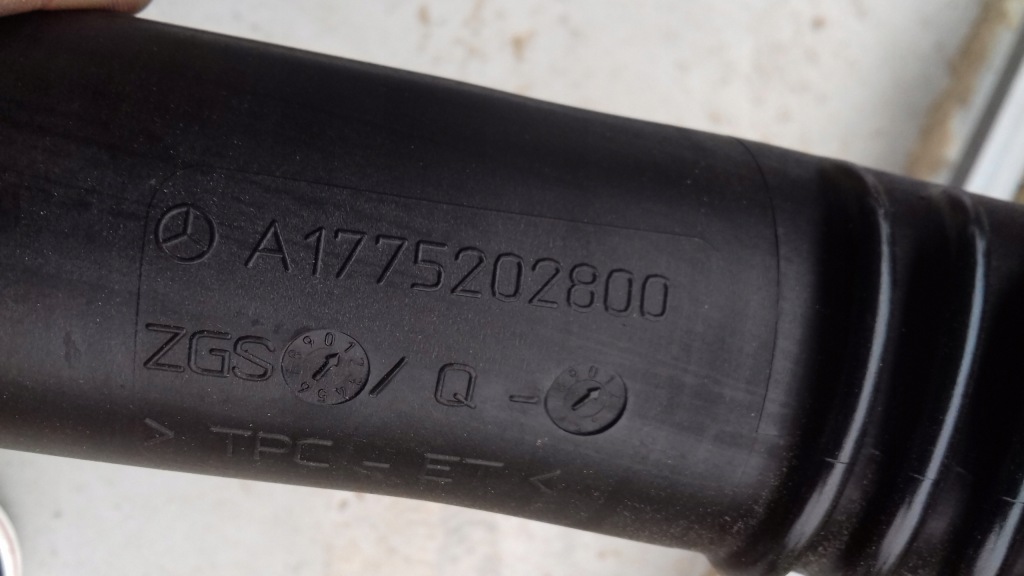 A1775202800
ZGS / Q -
> TPC - ET <